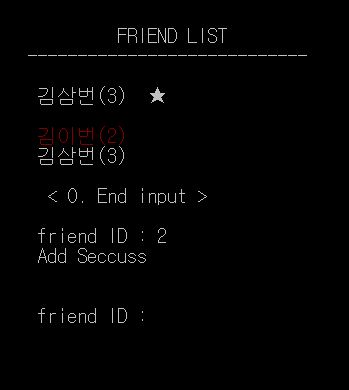 FRIEND LIST
----------------------------
김삼번(3) ★
김이번(2)
김삼번(3)
< 0. End input >
friend ID : 2
Add Seccuss
friend ID :